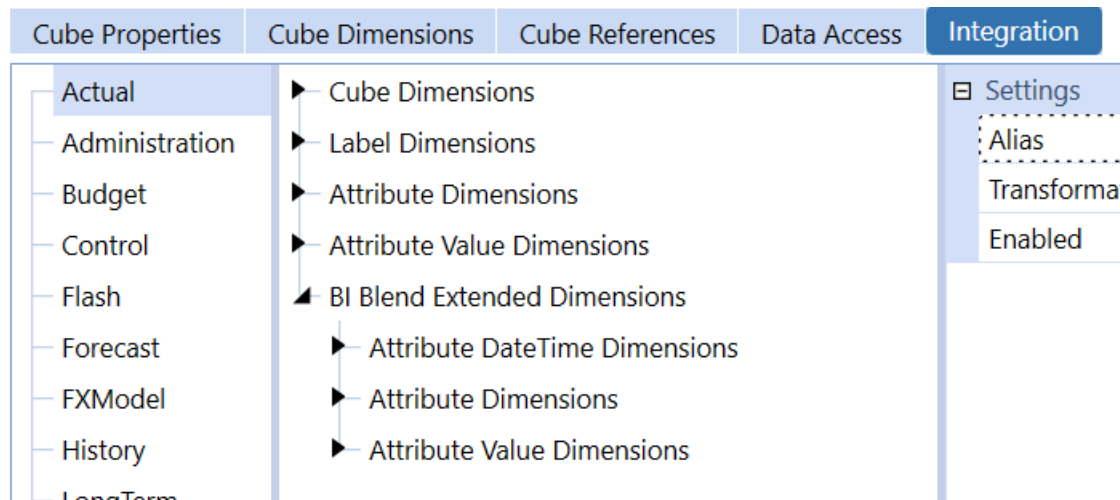 Cube Properties Cube Dimensions Cube References Data Access Integration
Actual
Administration
Budget
Control
Flash
Forecast
FXModel
History
LongTerm
Cube Dimensions
Label Dimensions
Attribute Dimensions
Attribute Value Dimensions
BI Blend Extended Dimensions
Attribute DateTime Dimensions
Attribute Dimensions
Attribute Value Dimensions
Settings
Alias
Transforma
Enabled